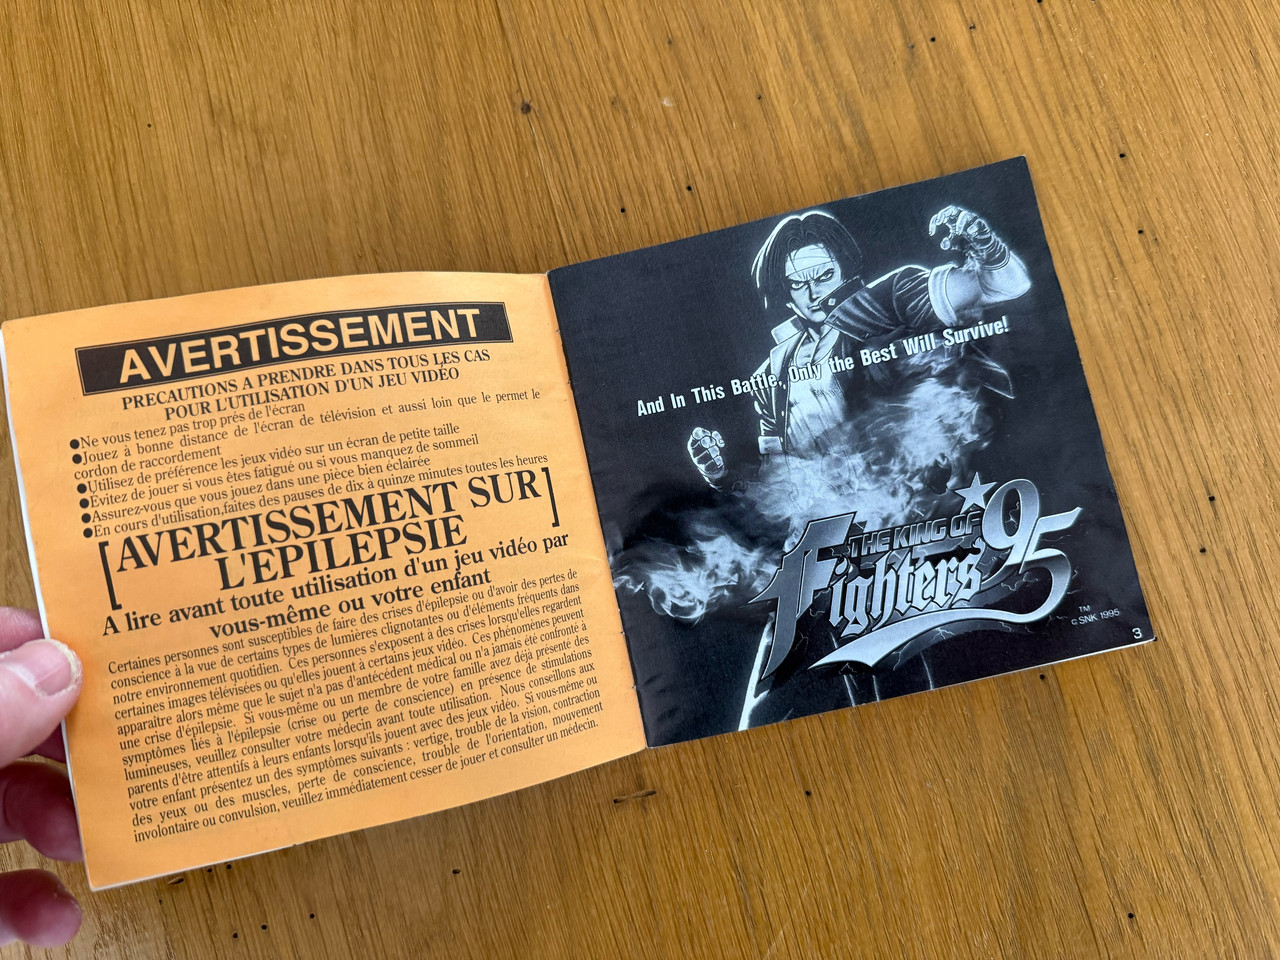 AVERTISSEMENT
PRECAUTIONS A PRENDRE DANS TOUS LES CAS
POUR L'UTILISATION D'UN JEU VIDÉO
●Ne vous tenez pas trop prés de l'écran
●Jouez à bonne distance de l'écran de télévision et aussi loin que le permet le
cordon de raccordement
●Utilisez de préférence les jeux vidéo sur un écran de petite taille
●Evitez de jouer si vous êtes fatigué ou si vous manquez de sommeil
●Assurez-vous que vous jouez dans une pièce bien éclairée
●En cours d'utilisation,faites des pauses de dix à quinze minutes toutes les heures
[AVERTISSEMENT SUR
L'ÉPILEPSIE]
A lire avant toute utilisation d'un jeu vidéo par
vous-même ou votre enfant
Certaines personnes sont susceptibles de faire des crises d'épilepsie ou d'avoir des pertes de
conscience à la vue de certains types de lumières clignotantes ou d'éléments fréquents dans
notre environnement quotidien. Ces personnes s'exposent à des crises lorsqu'elles regardent
certaines images télévisées ou qu'elles jouent à certains jeux vidéo. Ces phénomènes peuvent
apparaître alors même que le sujet n'a pas d'antécédent médical ou n'a jamais été confronté à
une crise d'épilepsie. Si vous-même ou un membre de votre famille avez déjà présenté des
symptômes liés à l'épilepsie (crise ou perte de conscience) en présence de stimulations
lumineuses, veuillez consulter votre médecin avant toute utilisation. Nous conseillons aux
parents d'être attentifs à leurs enfants lorsqu'ils jouent avec des jeux vidéo. Si vous-même ou
votre enfant présentez un des symptômes suivants : vertige, trouble de la vision, contraction
des yeux ou des muscles, perte de conscience, trouble de l'orientation, mouvement
involontaire ou convulsion, veuillez immédiatement cesser de jouer et consulter un médecin.
And In This Battle, Only the Best Will Survive!
THE KING OF
Fighters '95
TM
c SNK 1995
3